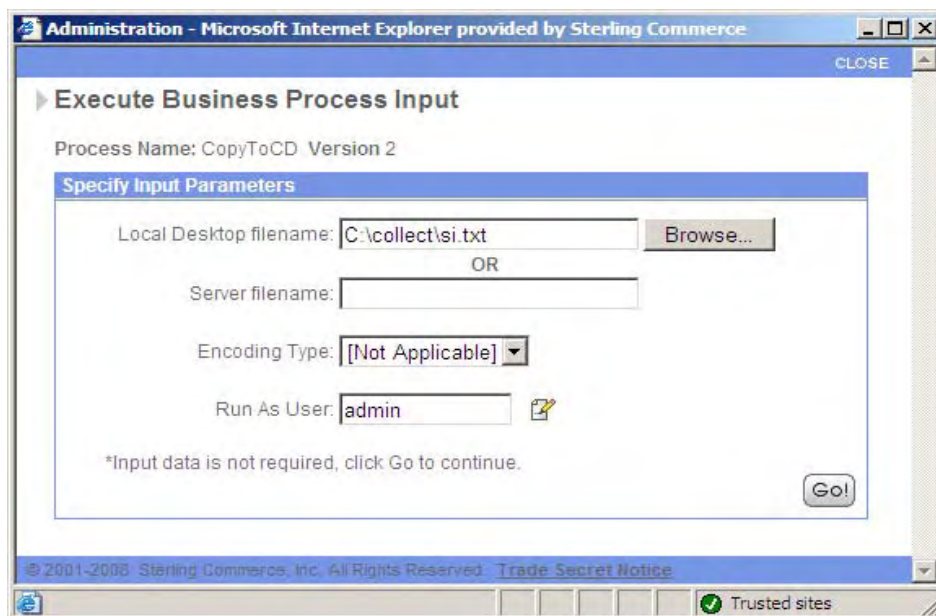 Administration - Microsoft Internet Explorer provided by Sterling Commerce
CLOSE
Execute Business Process Input
Process Name: CopyToCD Version 2
Specify Input Parameters
Local Desktop filename: C:\collect\si.txt Browse...
OR
Server filename:
Encoding Type: [Not Applicable]
Run As User: admin
*Input data is not required, click Go to continue.
Go!
© 2001-2008 Sterling Commerce, Inc. All Rights Reserved. Trade Secret Notice
Trusted sites